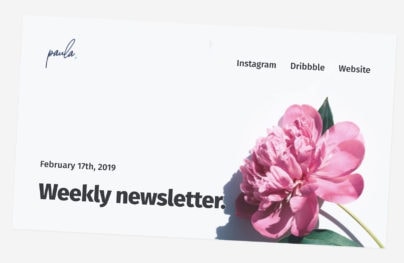 paula.
Instagram Dribbble Website
February 17th, 2019
Weekly newsletter.